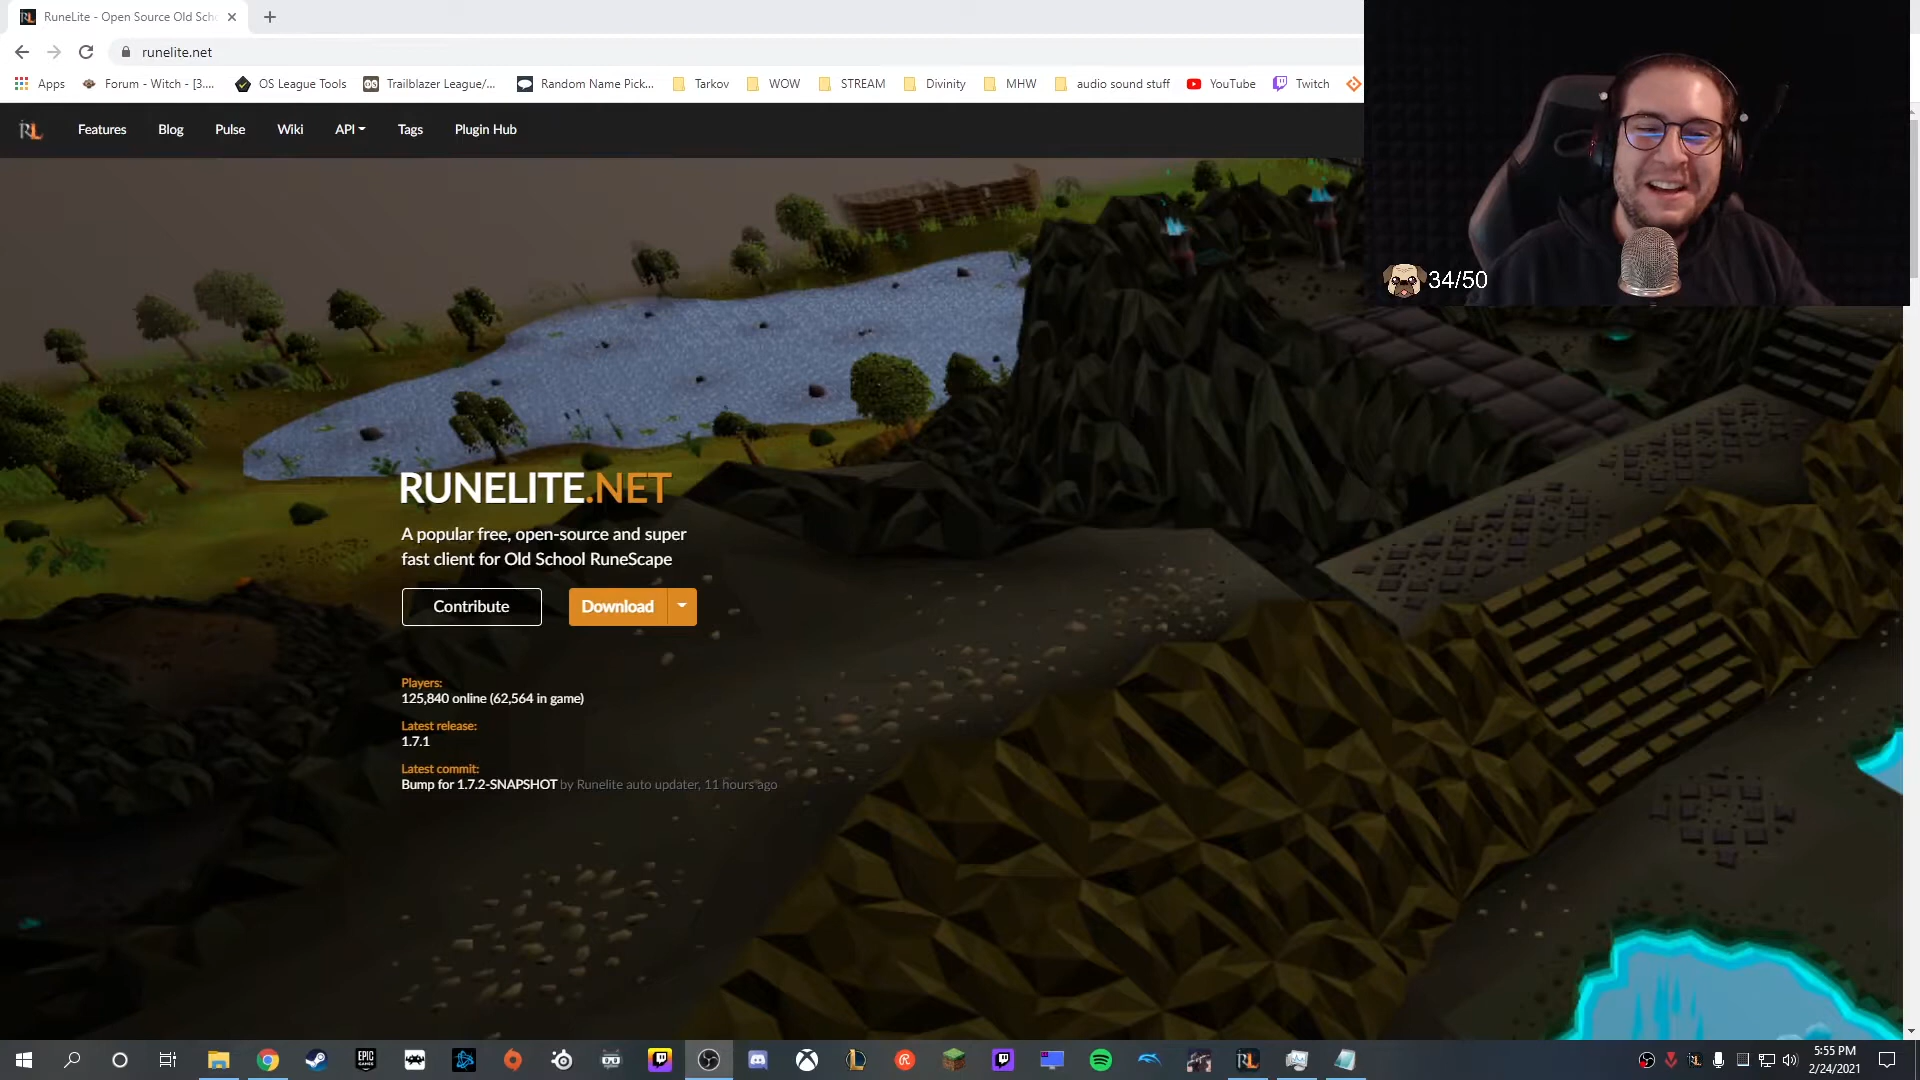 RuneLite - Open Source Old Sch
runelite.net
Apps
Forum - Witch - [3....
OS League Tools
Trailblazer League/...
Random Name Pick...
Tarkov
WOW
STREAM
Divinity
MHW
audio sound stuff
YouTube
Twitch
RL
Features
Blog
Pulse
Wiki
API
Tags
Plugin Hub
34/50
RUNELITE.NET
A popular free, open-source and super
fast client for Old School RuneScape
Contribute
Download
Players:
125,840 online (62,564 in game)
Latest release:
1.7.1
Latest commit:
Bump for 1.7.2-SNAPSHOT by Runelite auto updater, 11 hours ago
EPIC
GAMES
5:55 PM
2/24/2021